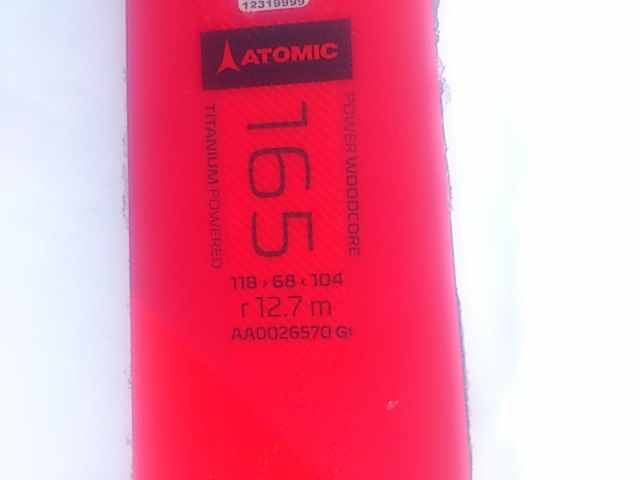 12319999
ATOMIC
165
POWER WOODCORE
TITANIUM POWERED
118 › 68 ‹ 104
r 12.7 m
AA0026570 G1